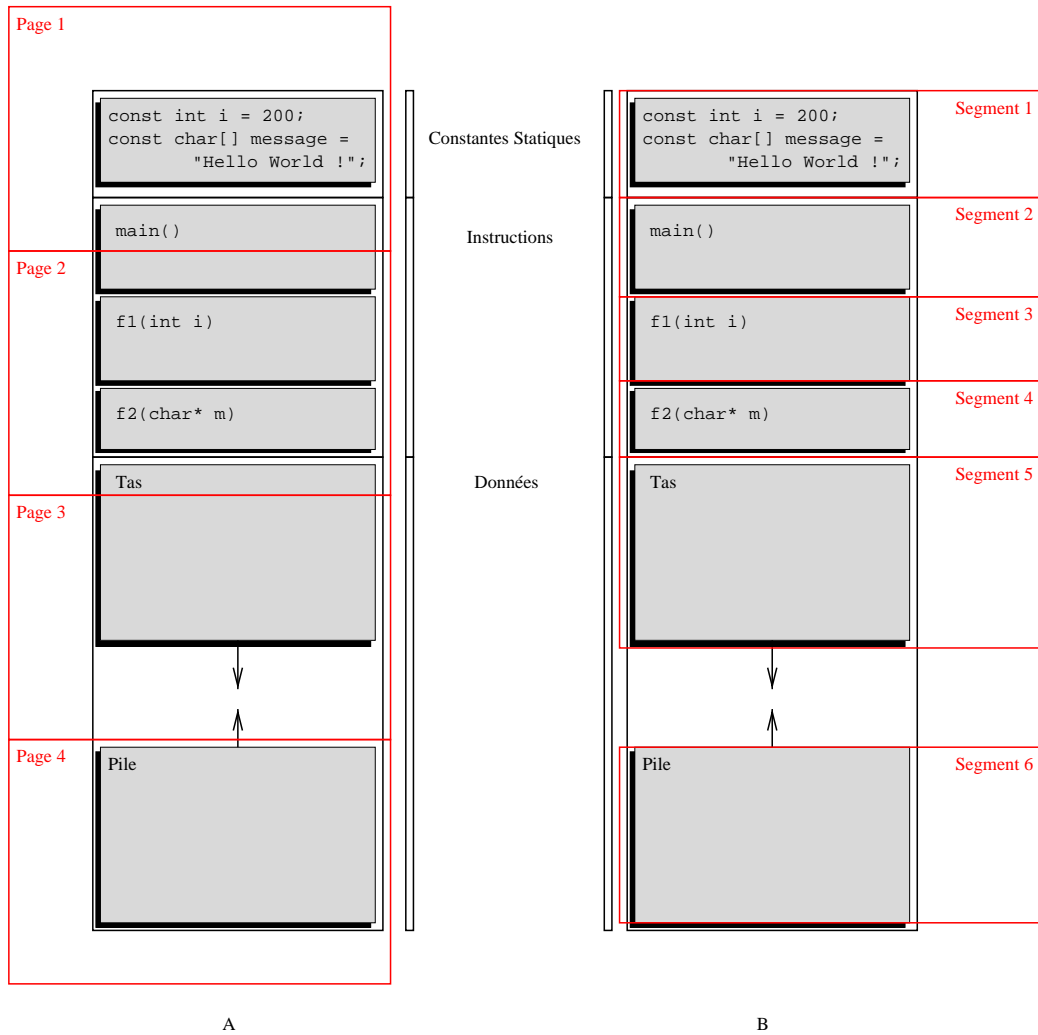 Page 1
const int i = 200;
const char[] message =
"Hello World !";
main()
Page 2
f1(int i)
f2(char* m)
Tas
Page 3
Page 4
Pile
A
Constantes Statiques
Instructions
Données
const int i = 200;
const char[] message =
"Hello World !";
Segment 1
main()
Segment 2
f1(int i)
Segment 3
f2(char* m)
Segment 4
Tas
Segment 5
Pile
Segment 6
B